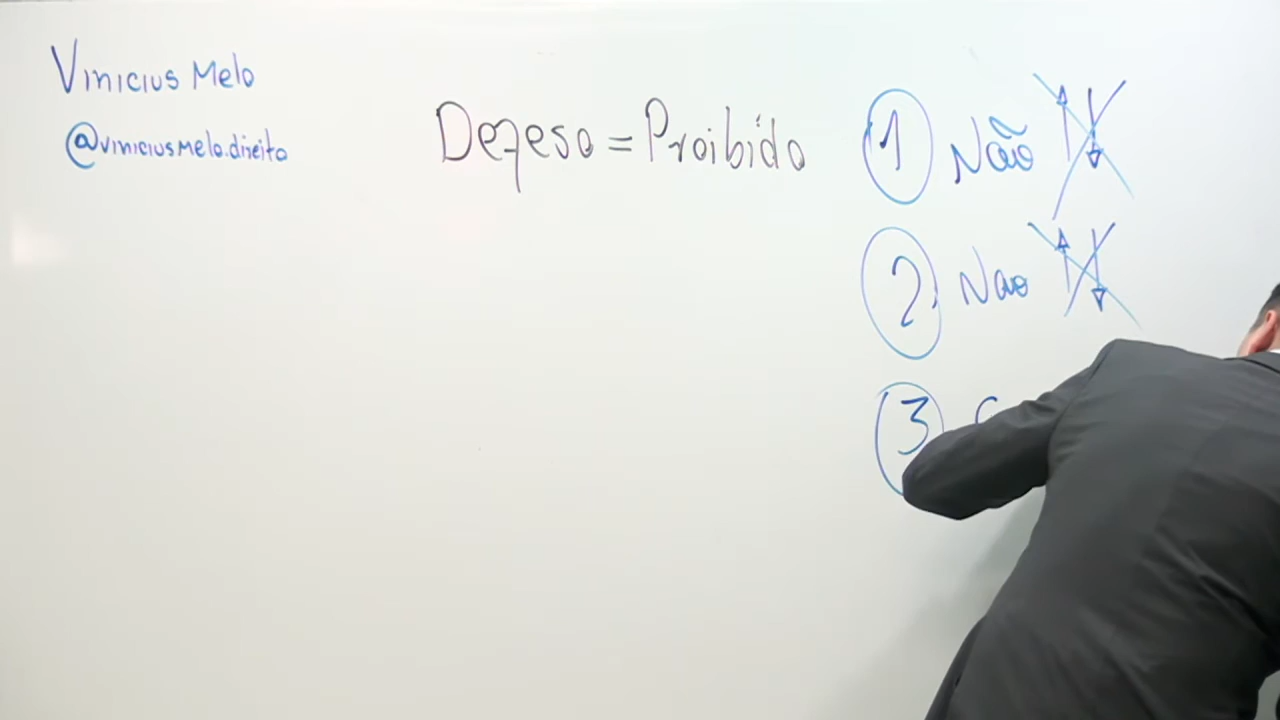 Vinicius Melo
@viniciusmelo.direito
Defeso = Proibido
1 Não
2 Nao
3